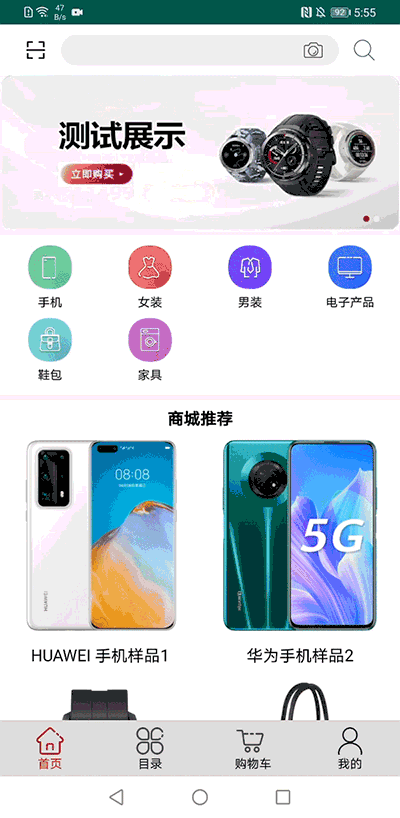 47
B/s
92
5:55
测试展示
立即购买
手机
女装
男装
电子产品
鞋包
家具
商城推荐
08:08
5G
HUAWEI 手机样品1
华为手机样品2
首页
目录
购物车
我的